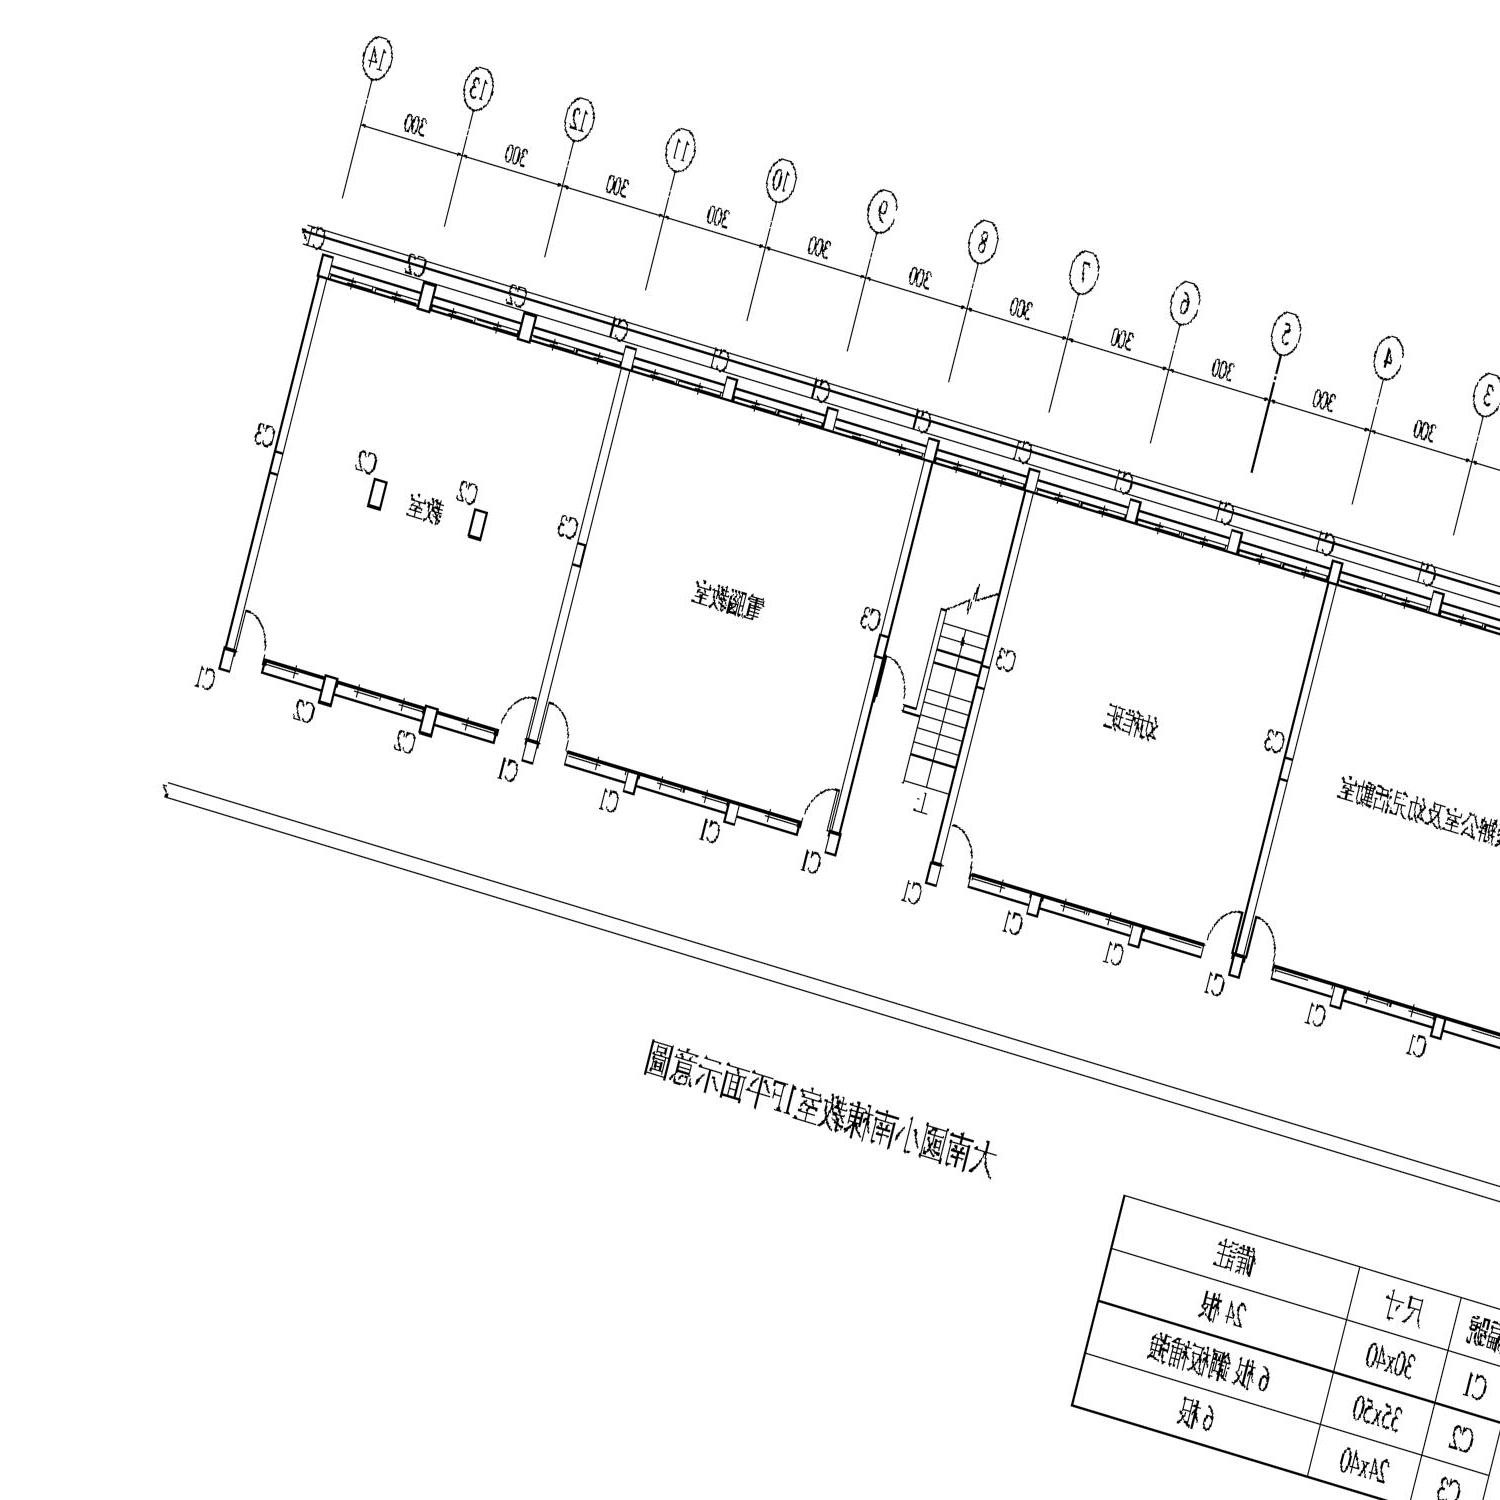 3 4 5 6 7 8 9 10 11 12 13 14
300 300 300 300 300 300 300 300 300 300 300
C1 C1 C1 C1 C1 C1 C1 C1 C1 C2 C2 C1
C3 C3 C3 C3 C3
C2 C2
辦公室及幼兒活動室 幼稚班 電腦教室 教室
上
C1 C1 C1 C1 C1 C1 C1 C1 C1 C1 C2 C2 C1
大南國小南棟教室1F平面示意圖
編號 尺寸 備註
C1 30x40 24根
C2 35x50 6根 鋼板補強
C3 24x40 6根